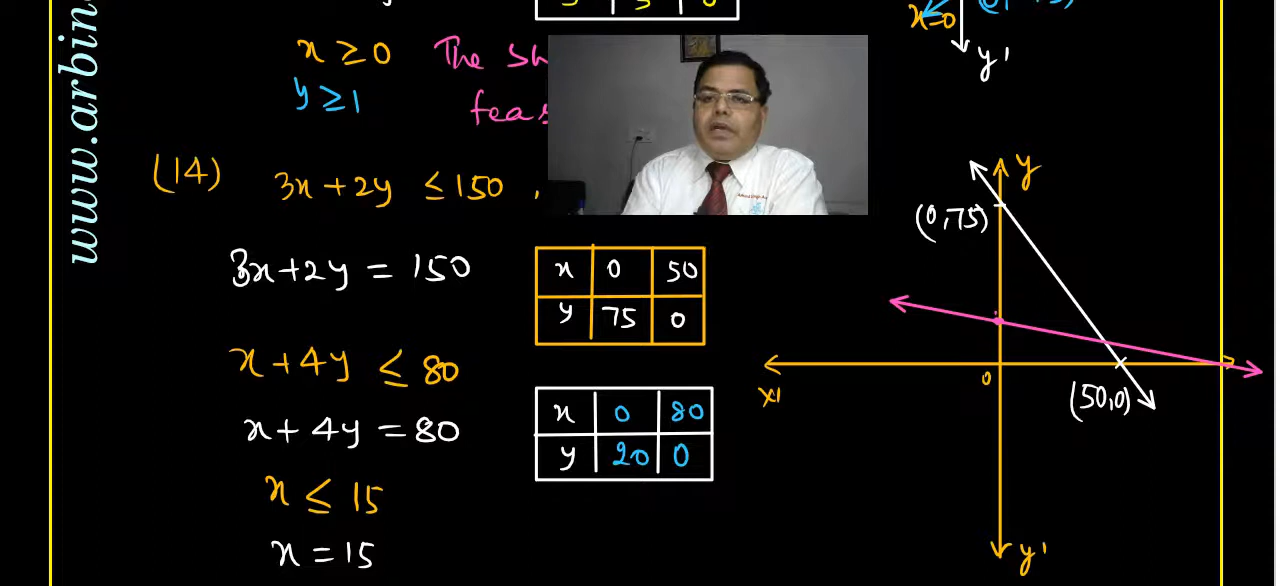 www.arbin
x ≥ 0 The sh
y ≥ 1 feas
x=0
y'
(14) 3x + 2y ≤ 150 ,
3x + 2y = 150
x 0 50
y 75 0
x + 4y ≤ 80
x + 4y = 80
x 0 80
y 20 0
x ≤ 15
x = 15
y
(0,75)
0
(50,0)
x'
y'